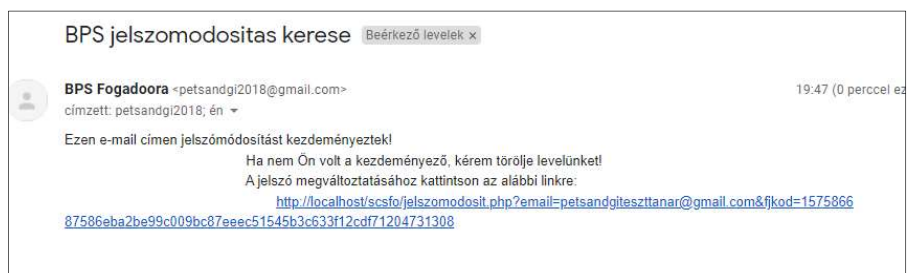 BPS jelszomodositas kerese Beérkező levelek ×
BPS Fogadoora <petsandgi2018@gmail.com> 19:47 (0 perccel ez
címzett: petsandgi2018; én
Ezen e-mail címen jelszómódosítást kezdeményeztek!
Ha nem Ön volt a kezdeményező, kérem törölje levelünket!
A jelszó megváltoztatásához kattintson az alábbi linkre:
http://localhost/scsfo/jelszomodosit.php?email=petsandgiteszttanar@gmail.com&fjkod=1575866
87586eba2be99c009bc87eeec51545b3c633f12cdf71204731308